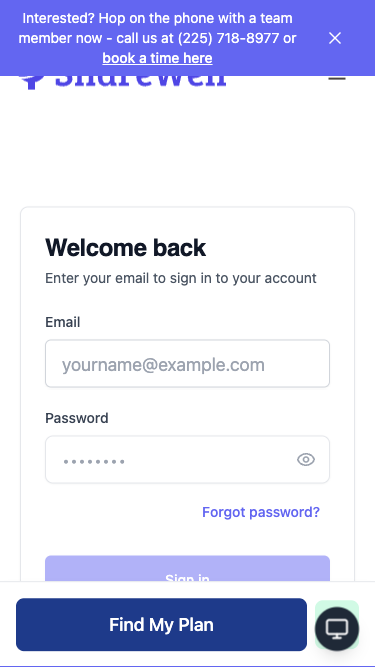 Interested? Hop on the phone with a team
member now - call us at (225) 718-8977 or
book a time here
ShareWell
Welcome back
Enter your email to sign in to your account
Email
yourname@example.com
Password
Forgot password?
Sign in
Find My Plan